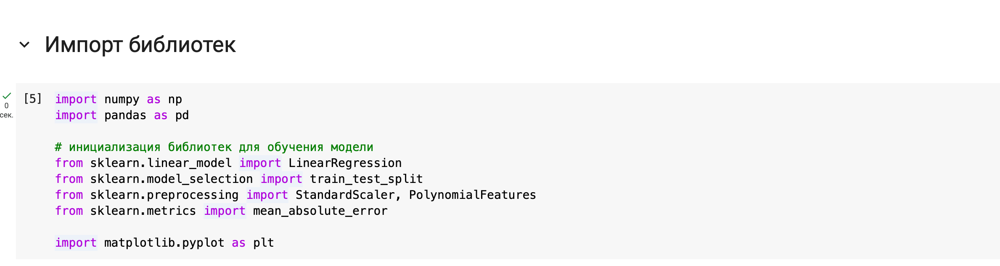 Импорт библиотек
[5] import numpy as np
0
сек.
import pandas as pd
# инициализация библиотек для обучения модели
from sklearn.linear_model import LinearRegression
from sklearn.model_selection import train_test_split
from sklearn.preprocessing import StandardScaler, PolynomialFeatures
from sklearn.metrics import mean_absolute_error
import matplotlib.pyplot as plt